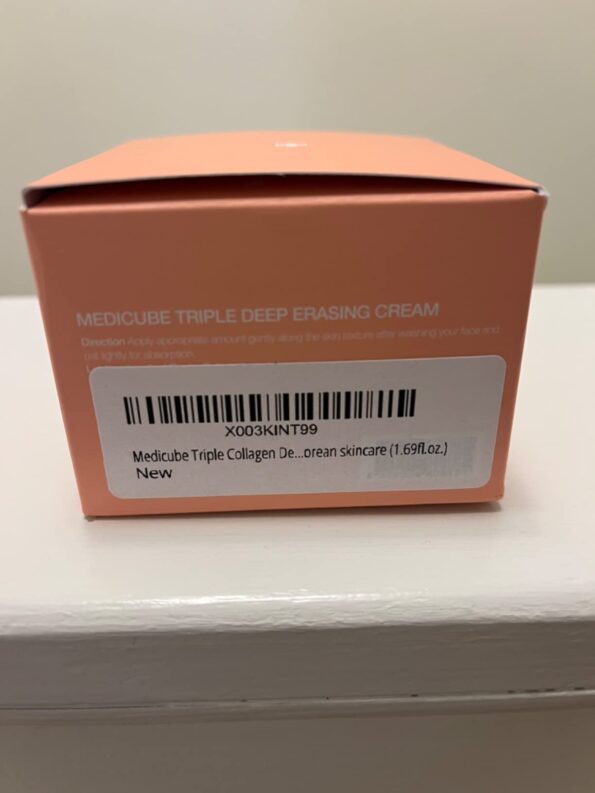 MEDICUBE TRIPLE DEEP ERASING CREAM
Direction Apply appropriate amount gently along the skin texture after washing your face and
pat lightly for absorption.
X003KINT99
Medicube Triple Collagen De...orean skincare (1.69fl.oz.)
New